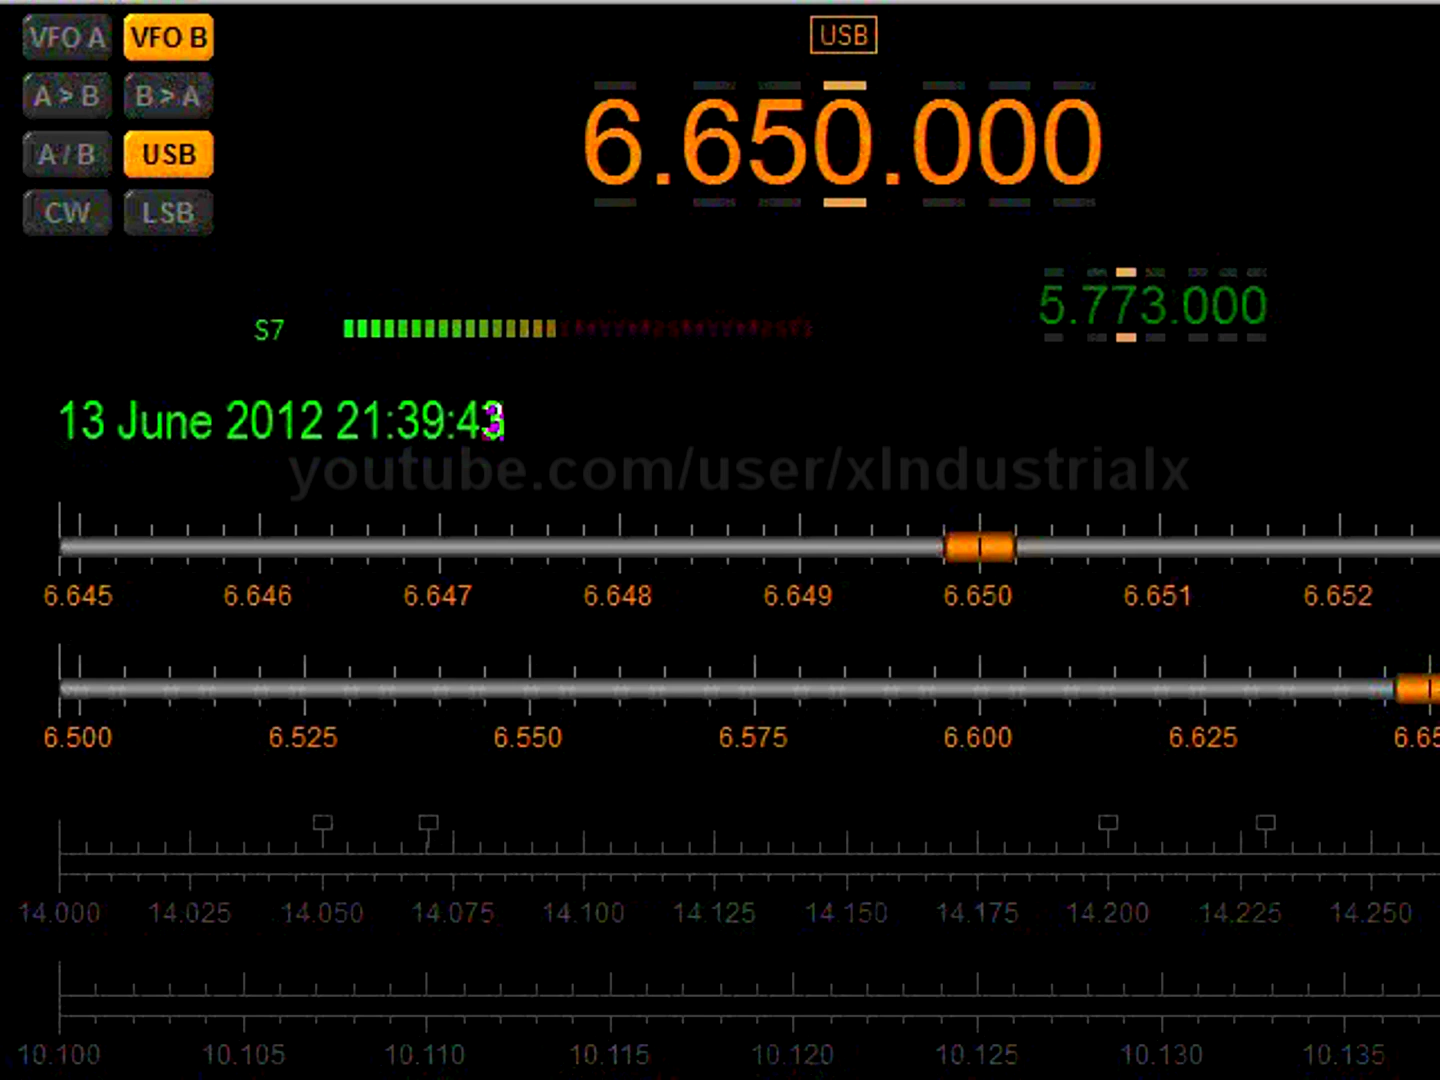 VFO A VFO B
USB
A > B B > A
6.650.000
A / B USB
CW LSB
5.773.000
S7
13 June 2012 21:39:43
youtube.com/user/xIndustrialx
6.645 6.646 6.647 6.648 6.649 6.650 6.651 6.652
6.500 6.525 6.550 6.575 6.600 6.625 6.65
14.000 14.025 14.050 14.075 14.100 14.125 14.150 14.175 14.200 14.225 14.250
10.100 10.105 10.110 10.115 10.120 10.125 10.130 10.135